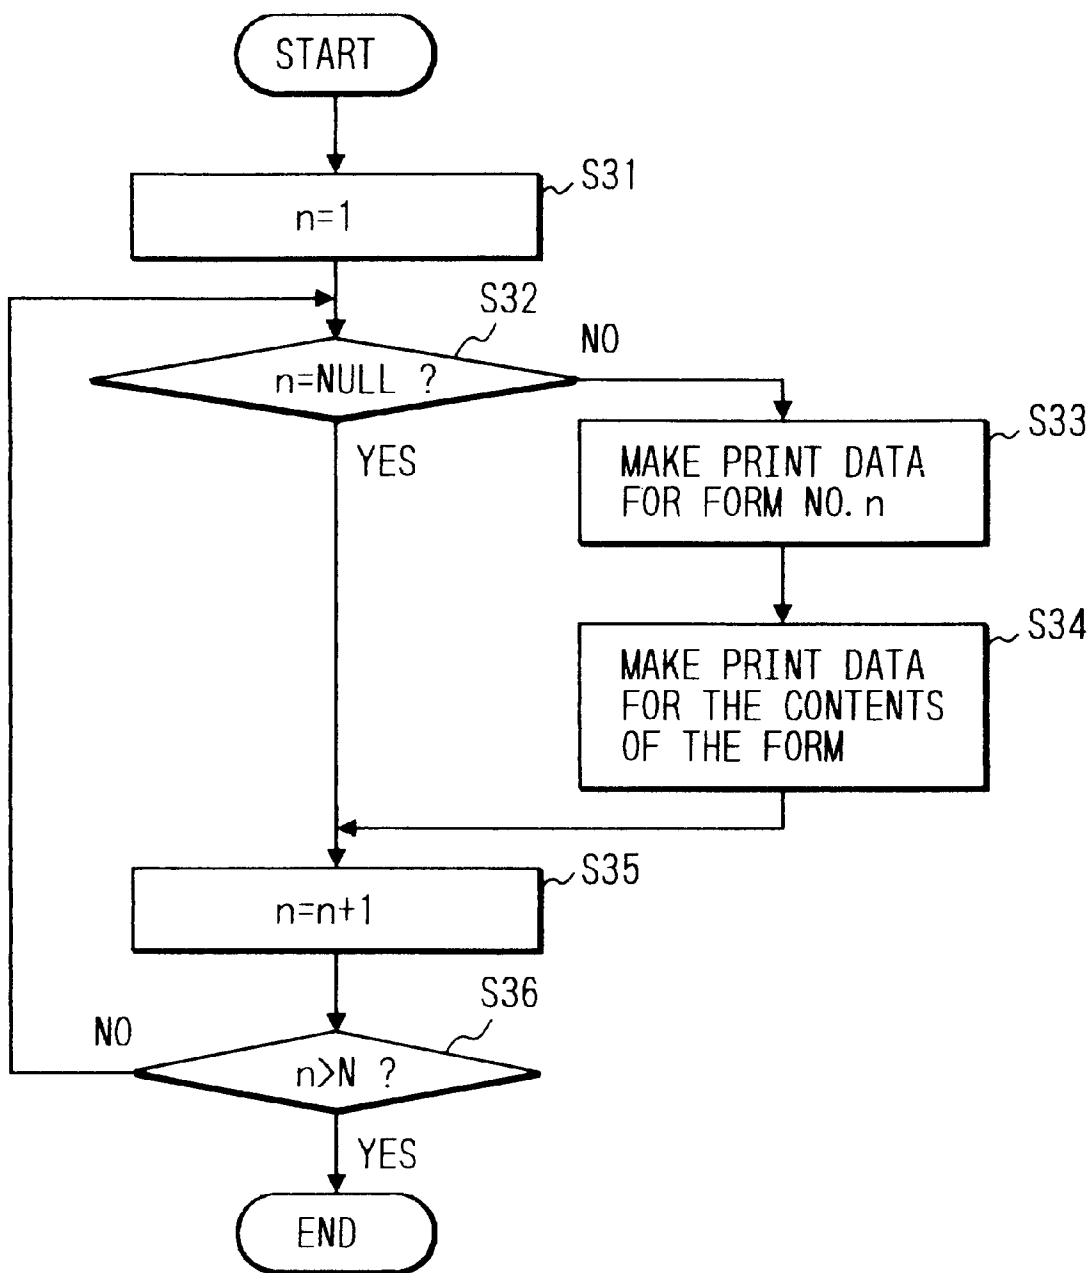 START
S31
n=1
S32
NO
n=NULL ?
YES
S33
MAKE PRINT DATA
FOR FORM NO. n
S34
MAKE PRINT DATA
FOR THE CONTENTS
OF THE FORM
S35
n=n+1
S36
NO
n>N ?
YES
END